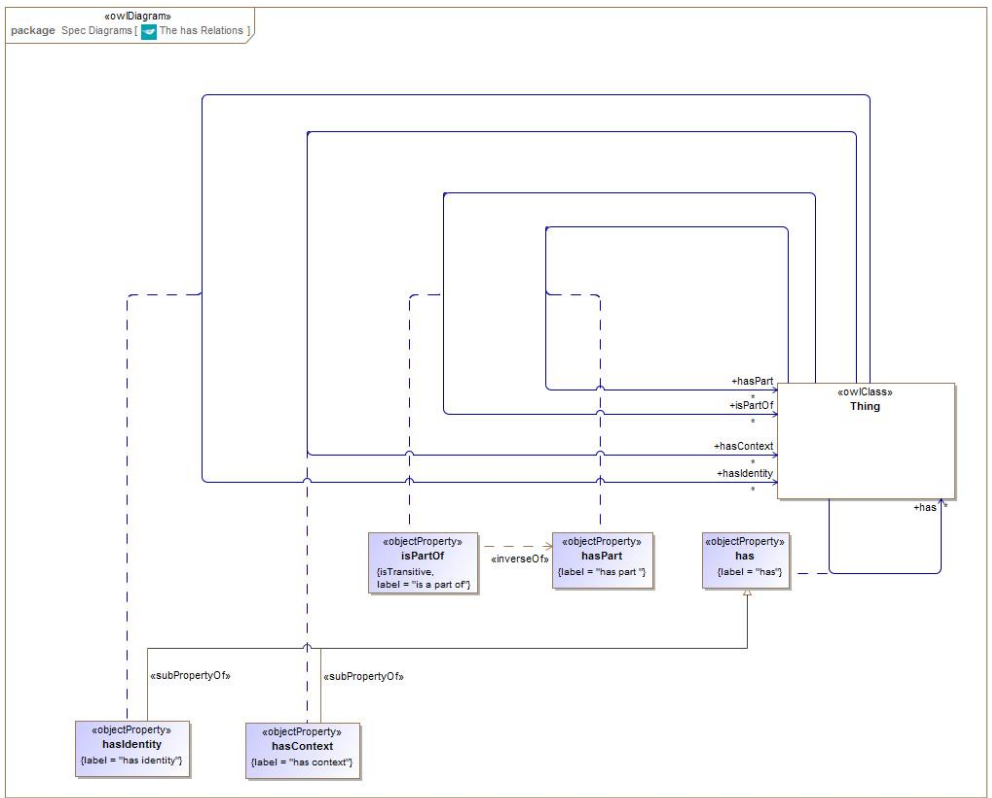 «owlDiagram»
package Spec Diagrams [ The has Relations ]
+hasPart
*
«owlClass»
Thing
+isPartOf
*
+hasContext
*
+hasIdentity
*
+has *
«objectProperty»
isPartOf
{isTransitive,
label = "is a part of"}
«inverseOf»
«objectProperty»
hasPart
{label = "has part "}
«objectProperty»
has
{label = "has"}
«subPropertyOf»
«subPropertyOf»
«objectProperty»
hasIdentity
{label = "has identity"}
«objectProperty»
hasContext
{label = "has context"}